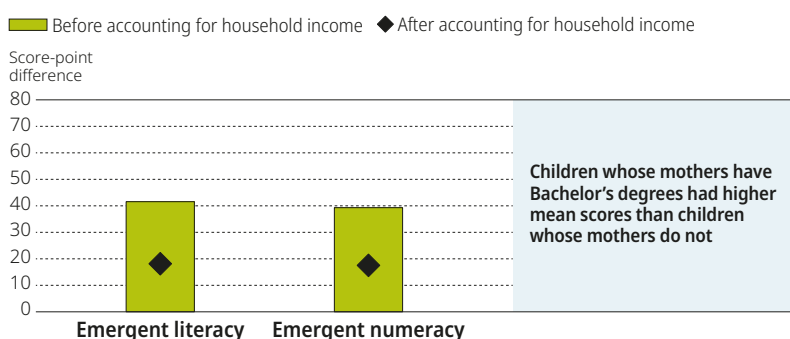 Before accounting for household income After accounting for household income
Score-point
difference
80
70
60
50
40
30
20
10
0
Children whose mothers have
Bachelor’s degrees had higher
mean scores than children
whose mothers do not
Emergent literacy Emergent numeracy